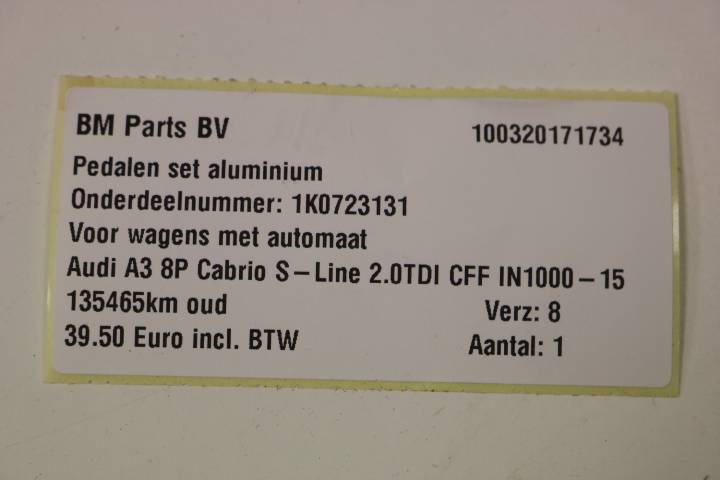 BM Parts BV 100320171734
Pedalen set aluminium
Onderdeelnummer: 1K0723131
Voor wagens met automaat
Audi A3 8P Cabrio S-Line 2.0TDI CFF IN1000-15
135465km oud Verz: 8
39.50 Euro incl. BTW Aantal: 1